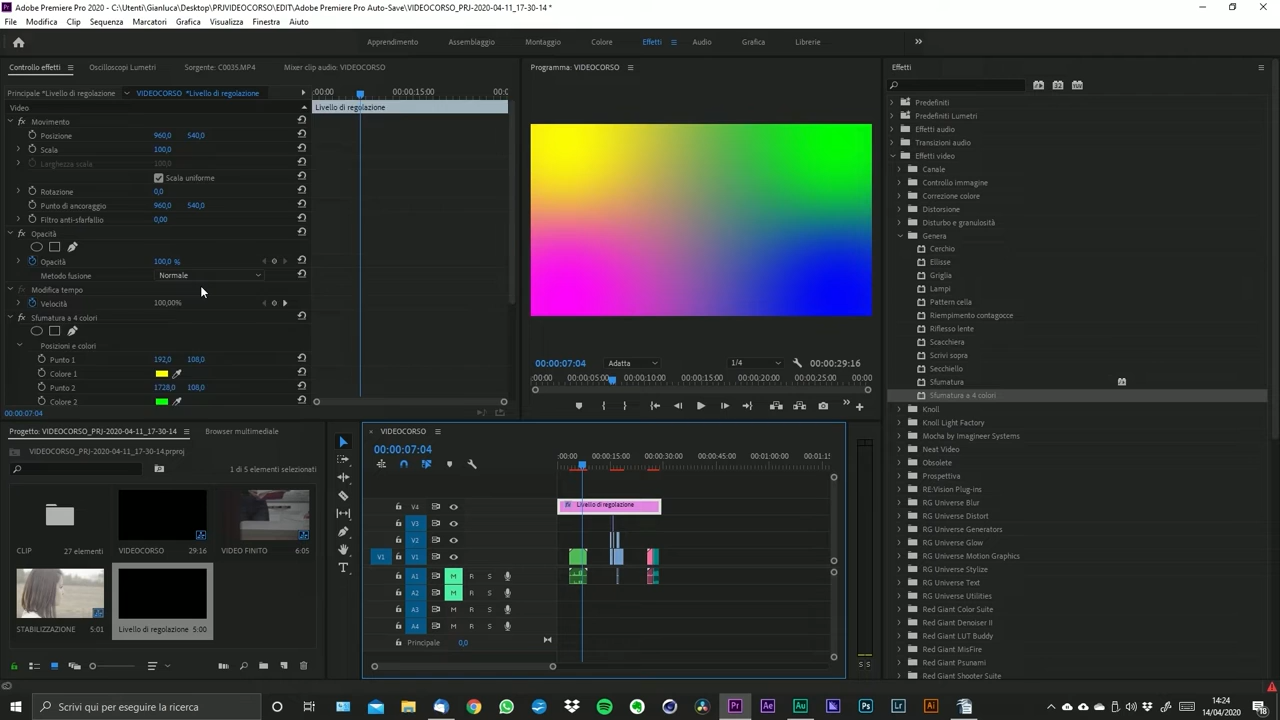 Adobe Premiere Pro 2020 - C:\Utenti\Gianluca\Desktop\PRJVIDEOCORSO\EDIT\Adobe Premiere Pro Auto-Save\VIDEOCORSO_PRJ-2020-04-11_17-30-14 *
File Modifica Clip Sequenza Marcatori Grafica Visualizza Finestra Aiuto
Apprendimento Assemblaggio Montaggio Colore Effetti Audio Grafica Librerie
Controllo effetti Oscilloscopi Lumetri Sorgente: C0035.MP4 Mixer clip audio: VIDEOCORSO
Principale *Livello di regolazione VIDEOCORSO *Livello di regolazione
:00:00 00:00:15:00 00:0
Video
Livello di regolazione
Movimento
Posizione 960,0 540,0
Scala 100,0
Larghezza scala 100,0
Scala uniforme
Rotazione 0,0
Punto di ancoraggio 960,0 540,0
Filtro anti-sfarfallio 0,00
Opacità
Opacità 100,0 %
Metodo fusione Normale
Modifica tempo
Velocità 100,00%
Sfumatura a 4 colori
Posizioni e colori
Punto 1 192,0 108,0
Colore 1
Punto 2 1728,0 108,0
Colore 2
00:00:07:04
Programma: VIDEOCORSO
00:00:07:04 Adatta 1/4 00:00:29:16
:00:00 00:00:05:00 00:00:10:00 00:00:15:00 00:00:20:00 00:00:25:00
Effetti
Predefiniti
Predefiniti Lumetri
Effetti audio
Transizioni audio
Effetti video
Canale
Controllo immagine
Correzione colore
Distorsione
Disturbo e granulosità
Genera
Cerchio
Ellisse
Griglia
Lampi
Pattern cella
Riempimento contagocce
Riflesso lente
Scacchiera
Scrivi sopra
Secchiello
Sfumatura
Sfumatura a 4 colori
Knoll
Knoll Light Factory
Mocha by Imagineer Systems
Neat Video
Obsolete
Prospettiva
RE:Vision Plug-ins
RG Universe Blur
RG Universe Distort
RG Universe Generators
RG Universe Glow
RG Universe Motion Graphics
RG Universe Stylize
RG Universe Text
RG Universe Utilities
Red Giant Color Suite
Red Giant Denoiser II
Red Giant LUT Buddy
Red Giant MisFire
Red Giant Psunami
Red Giant Shooter Suite
Progetto: VIDEOCORSO_PRJ-2020-04-11_17-30-14 Browser multimediale
VIDEOCORSO_PRJ-2020-04-11_17-30-14.prproj
1 di 5 elementi selezionati
CLIP 27 elementi
VIDEOCORSO 29:16
VIDEO FINITO 6:05
STABILIZZAZIONE 5:01
Livello di regolazione 5:00
VIDEOCORSO
00:00:07:04
:00:00 00:00:15:00 00:00:30:00 00:00:45:00 00:01:00:00 00:01:15
V4 Livello di regolazione
V3
V2
V1 V1
A1 M R S
A2 M R S
A3 M R S
A4 M R S
Principale 0,0
S S
Scrivi qui per eseguire la ricerca
14:24
14/04/2020
18